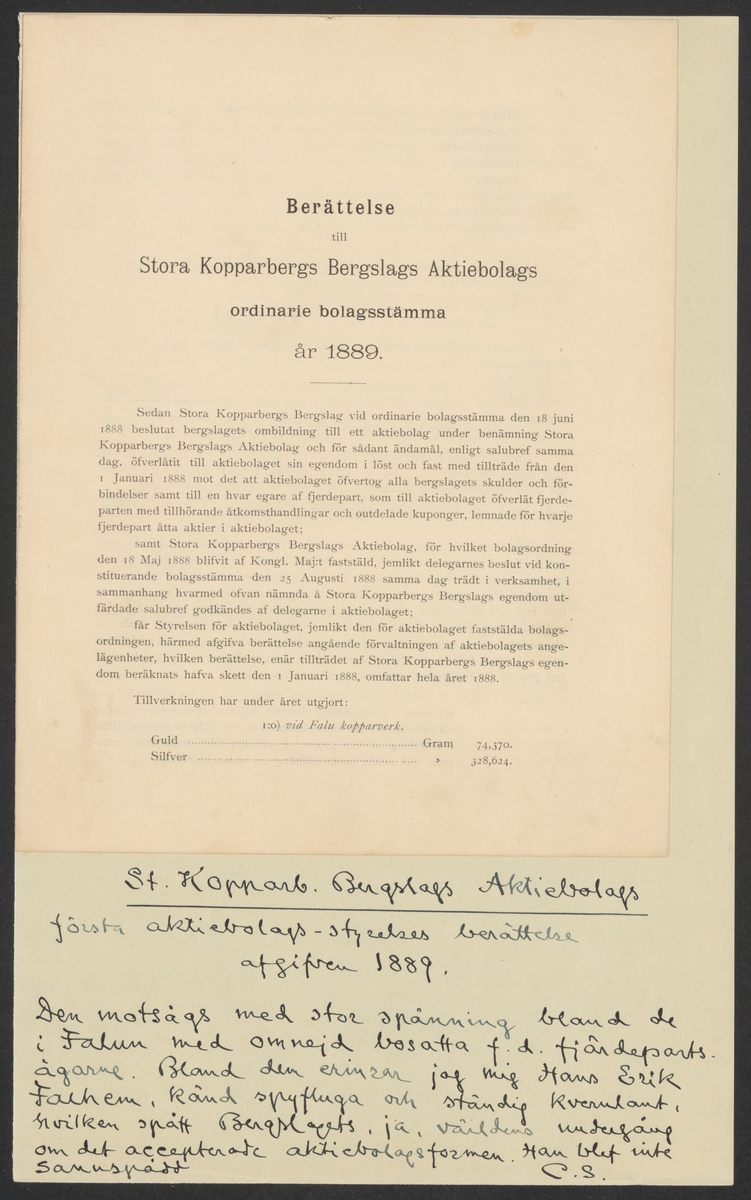 Berättelse
till
Stora Kopparbergs Bergslags Aktiebolags
ordinarie bolagsstämma
år 1889.
Sedan Stora Kopparbergs Bergslag vid ordinarie bolagsstämma den 18 juni
1888 beslutat bergslagets ombildning till ett aktiebolag under benämning Stora
Kopparbergs Bergslags Aktiebolag och för sådant ändamål, enligt salubref samma
dag, öfverlåtit till aktiebolaget sin egendom i löst och fast med tillträde från den
1 Januari 1888 mot det att aktiebolaget öfvertog alla bergslagets skulder och för-
bindelser samt till en hvar egare af fjerdepart, som till aktiebolaget öfverlät fjerde-
parten med tillhörande åtkomsthandlingar och outdelade kuponger, lemnade för hvarje
fjerdepart åtta aktier i aktiebolaget;
samt Stora Kopparbergs Bergslags Aktiebolag, för hvilket bolagsordning
den 18 Maj 1888 blifvit af Kongl. Maj:t faststäld, jemlikt delegarnes beslut vid kon-
stituerande bolagsstämma den 25 Augusti 1888 samma dag trädt i verksamhet, i
sammanhang hvarmed ofvan nämnda å Stora Kopparbergs Bergslags egendom ut-
färdade salubref godkändes af delegarne i aktiebolaget;
får Styrelsen för aktiebolaget, jemlikt den för aktiebolaget faststälda bolags-
ordningen, härmed afgifva berättelse angående förvaltningen af aktiebolagets ange-
lägenheter, hvilken berättelse, enär tillträdet af Stora Kopparbergs Bergslags egen-
dom beräknats hafva skett den 1 Januari 1888, omfattar hela året 1888.
Tillverkningen har under året utgjort:
1:o) vid Falu kopparverk.
Guld ........ Gram 74,370.
Silfver ........ » 328,624.
St. Kopparb. Bergslags Aktiebolags
första aktiebolags-styrelses berättelse
afgifven 1889.
Den motsågs med stor spänning bland de
i Falun med omnejd bosatta f.d. fjärdeparts-
ägarne. Bland dem erinrar jag mig Hans Erik
Falhem, känd spyfluga och ständig kverulant,
hvilken spått Bergslagets, ja, världens undergång
om det accepterade aktiebolagsformen. Han blef inte
sannspådd C.S.